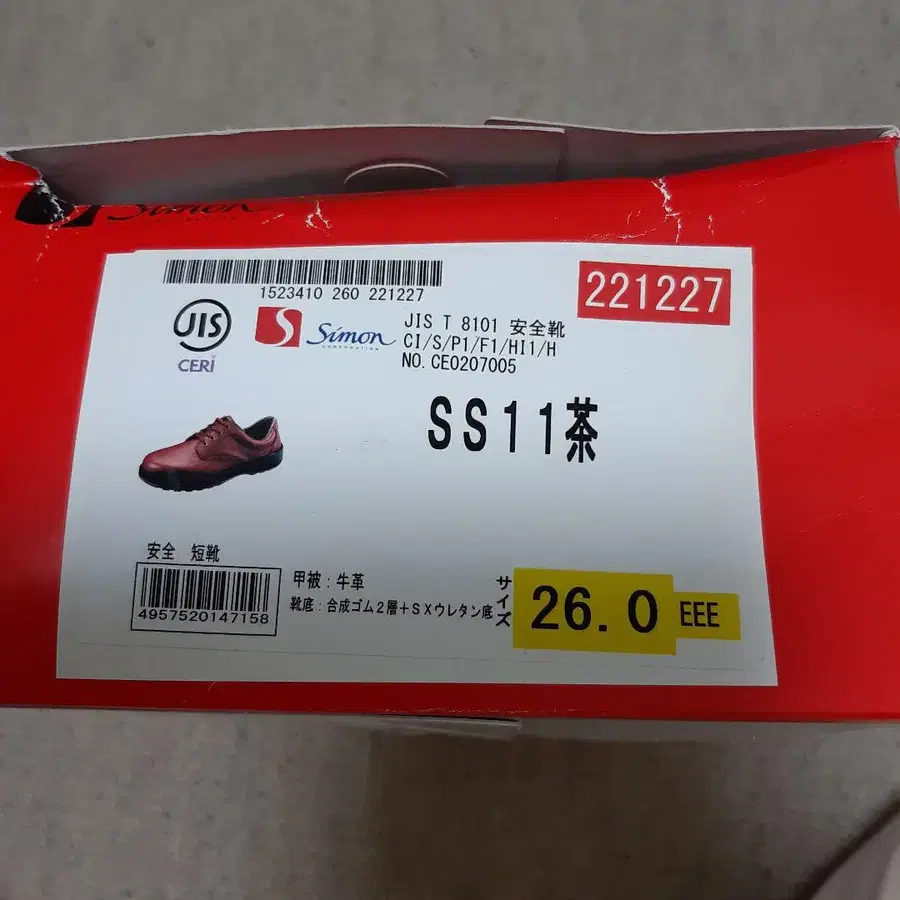 Simon
1523410 260 221227
221227
JIS
CERI
Simon
CORPORATION
JIS T 8101 安全靴
CI/S/P1/F1/HI1/H
NO.CE0207005
SS11茶
安全 短靴
4957520147158
甲被:牛革
靴底:合成ゴム2層+SXウレタン底
サイズ
26.0
EEE